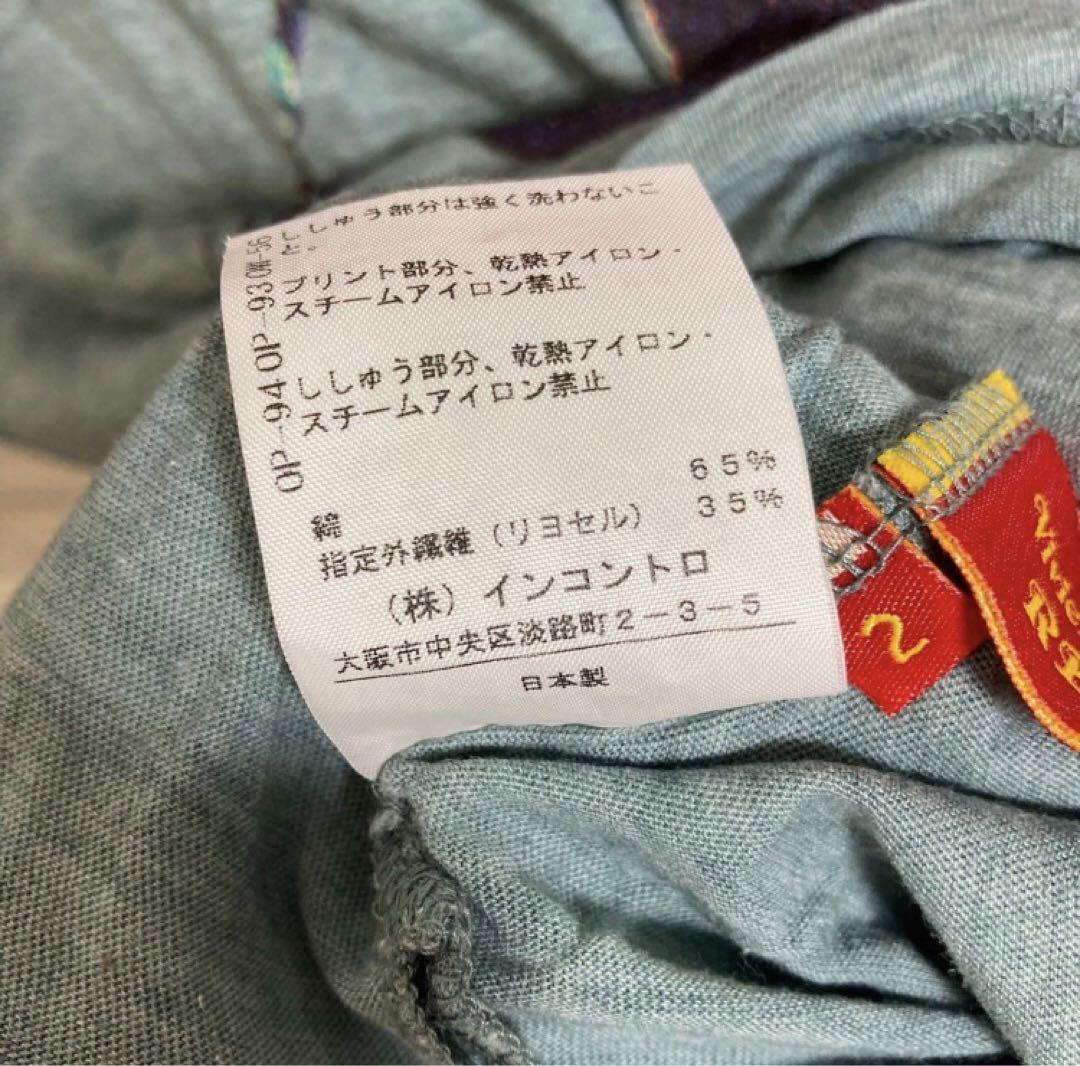 ししゅう部分は強く洗わないこ
と。
プリント部分、乾熱アイロン・
スチームアイロン禁止
ししゅう部分、乾熱アイロン・
スチームアイロン禁止
OP-94 OP-93 OW-56
綿 65%
指定外繊維(リヨセル) 35%
(株)インコントロ
大阪市中央区淡路町2-3-5
日本製
2